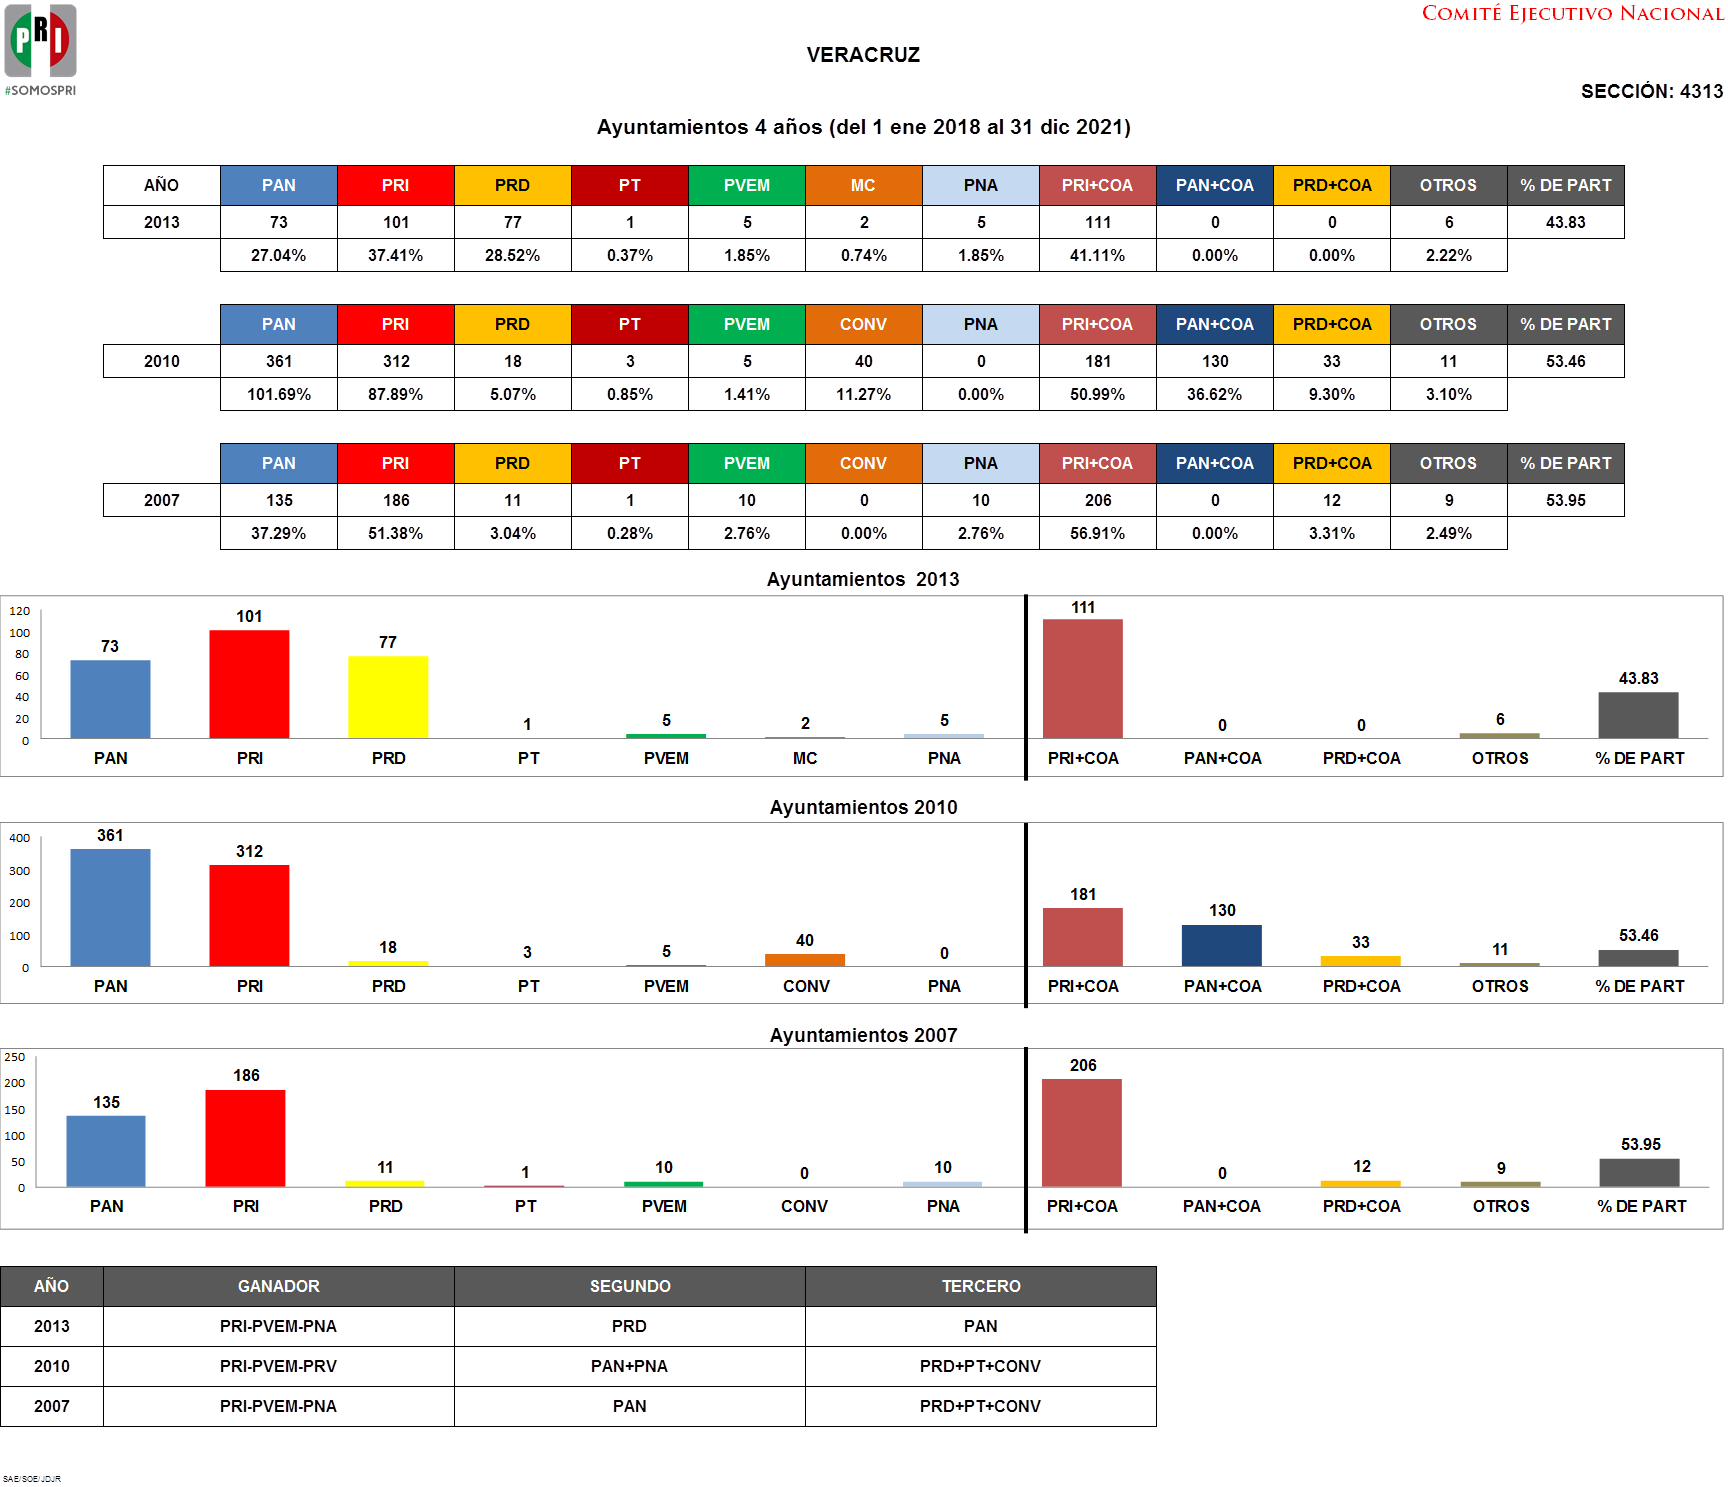 PRI
#SOMOSPRI
COMITÉ EJECUTIVO NACIONAL
VERACRUZ
SECCIÓN: 4313
Ayuntamientos 4 años (del 1 ene 2018 al 31 dic 2021)
AÑO PAN PRI PRD PT PVEM MC PNA PRI+COA PAN+COA PRD+COA OTROS % DE PART
2013 73 101 77 1 5 2 5 111 0 0 6 43.83
27.04% 37.41% 28.52% 0.37% 1.85% 0.74% 1.85% 41.11% 0.00% 0.00% 2.22%
PAN PRI PRD PT PVEM CONV PNA PRI+COA PAN+COA PRD+COA OTROS % DE PART
2010 361 312 18 3 5 40 0 181 130 33 11 53.46
101.69% 87.89% 5.07% 0.85% 1.41% 11.27% 0.00% 50.99% 36.62% 9.30% 3.10%
PAN PRI PRD PT PVEM CONV PNA PRI+COA PAN+COA PRD+COA OTROS % DE PART
2007 135 186 11 1 10 0 10 206 0 12 9 53.95
37.29% 51.38% 3.04% 0.28% 2.76% 0.00% 2.76% 56.91% 0.00% 3.31% 2.49%
Ayuntamientos 2013
120
100
80
60
40
20
0
73 101 77 1 5 2 5 111 0 0 6 43.83
PAN PRI PRD PT PVEM MC PNA PRI+COA PAN+COA PRD+COA OTROS % DE PART
Ayuntamientos 2010
400
300
200
100
0
361 312 18 3 5 40 0 181 130 33 11 53.46
PAN PRI PRD PT PVEM CONV PNA PRI+COA PAN+COA PRD+COA OTROS % DE PART
Ayuntamientos 2007
250
200
150
100
50
0
135 186 11 1 10 0 10 206 0 12 9 53.95
PAN PRI PRD PT PVEM CONV PNA PRI+COA PAN+COA PRD+COA OTROS % DE PART
AÑO GANADOR SEGUNDO TERCERO
2013 PRI-PVEM-PNA PRD PAN
2010 PRI-PVEM-PRV PAN+PNA PRD+PT+CONV
2007 PRI-PVEM-PNA PAN PRD+PT+CONV
SAE/SOE/JDJR